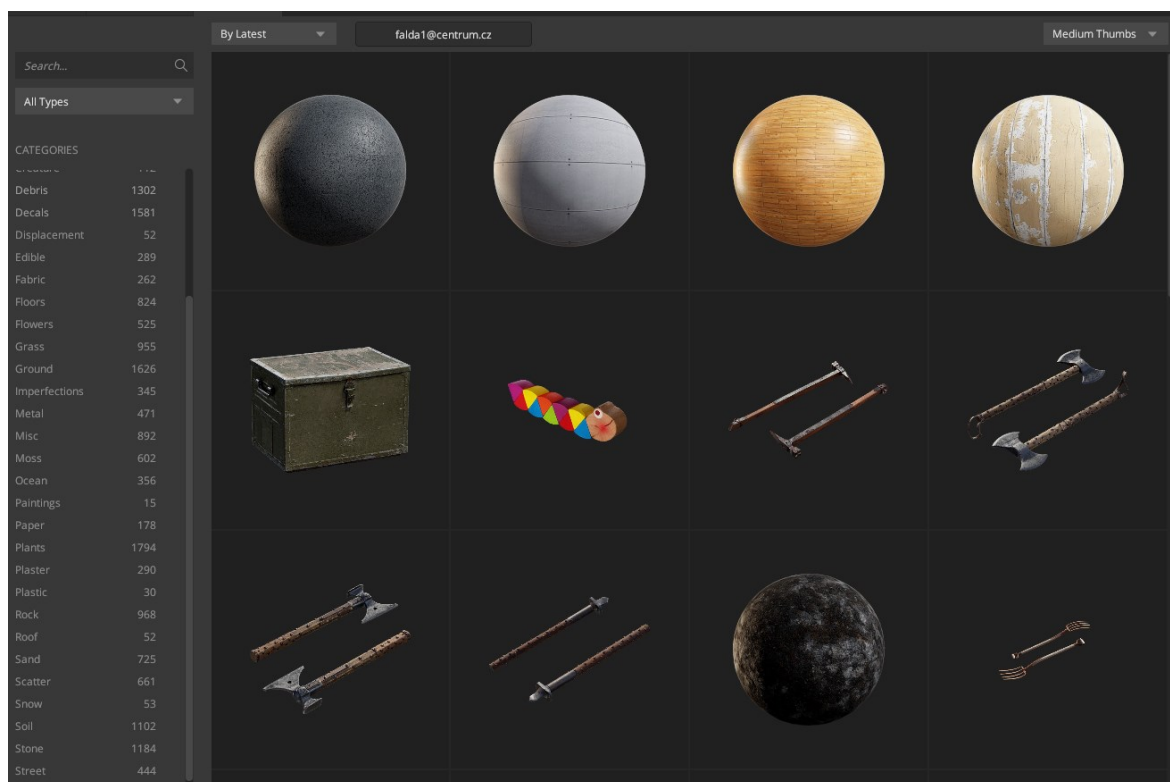 By Latest
falda1@centrum.cz
Medium Thumbs
Search...
All Types
CATEGORIES
Debris 1302
Decals 1581
Displacement 52
Edible 289
Fabric 262
Floors 824
Flowers 525
Grass 955
Ground 1626
Imperfections 345
Metal 471
Misc 892
Moss 602
Ocean 356
Paintings 15
Paper 178
Plants 1794
Plaster 290
Plastic 30
Rock 968
Roof 52
Sand 725
Scatter 661
Snow 53
Soil 1102
Stone 1184
Street 444